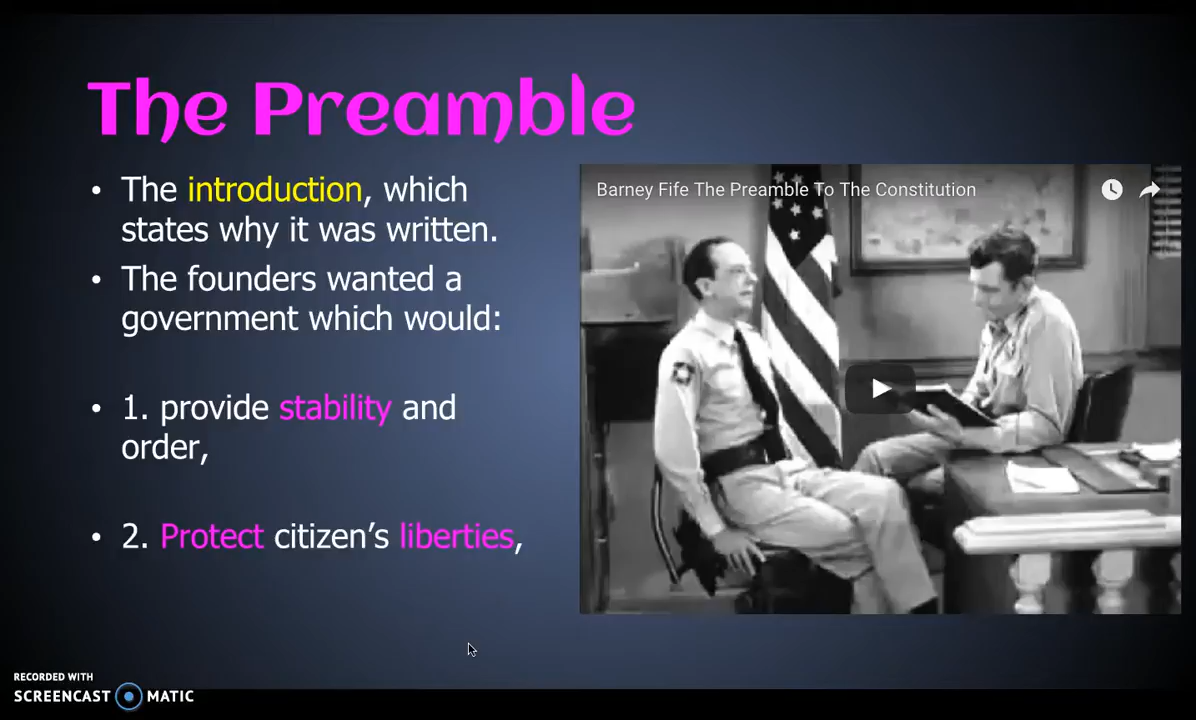 The Preamble
• The introduction, which
states why it was written.
• The founders wanted a
government which would:
• 1. provide stability and
order,
• 2. Protect citizen's liberties,
Barney Fife The Preamble To The Constitution
RECORDED WITH
SCREENCAST MATIC